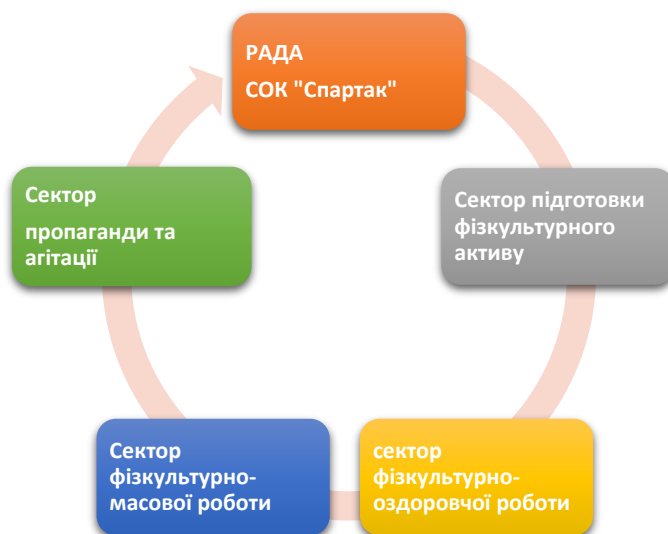 РАДА
СОК "Спартак"
Сектор підготовки
фізкультурного
активу
сектор
фізкультурно-
оздоровчої роботи
Сектор
фізкультурно-
масової роботи
Сектор
пропаганди та
агітації